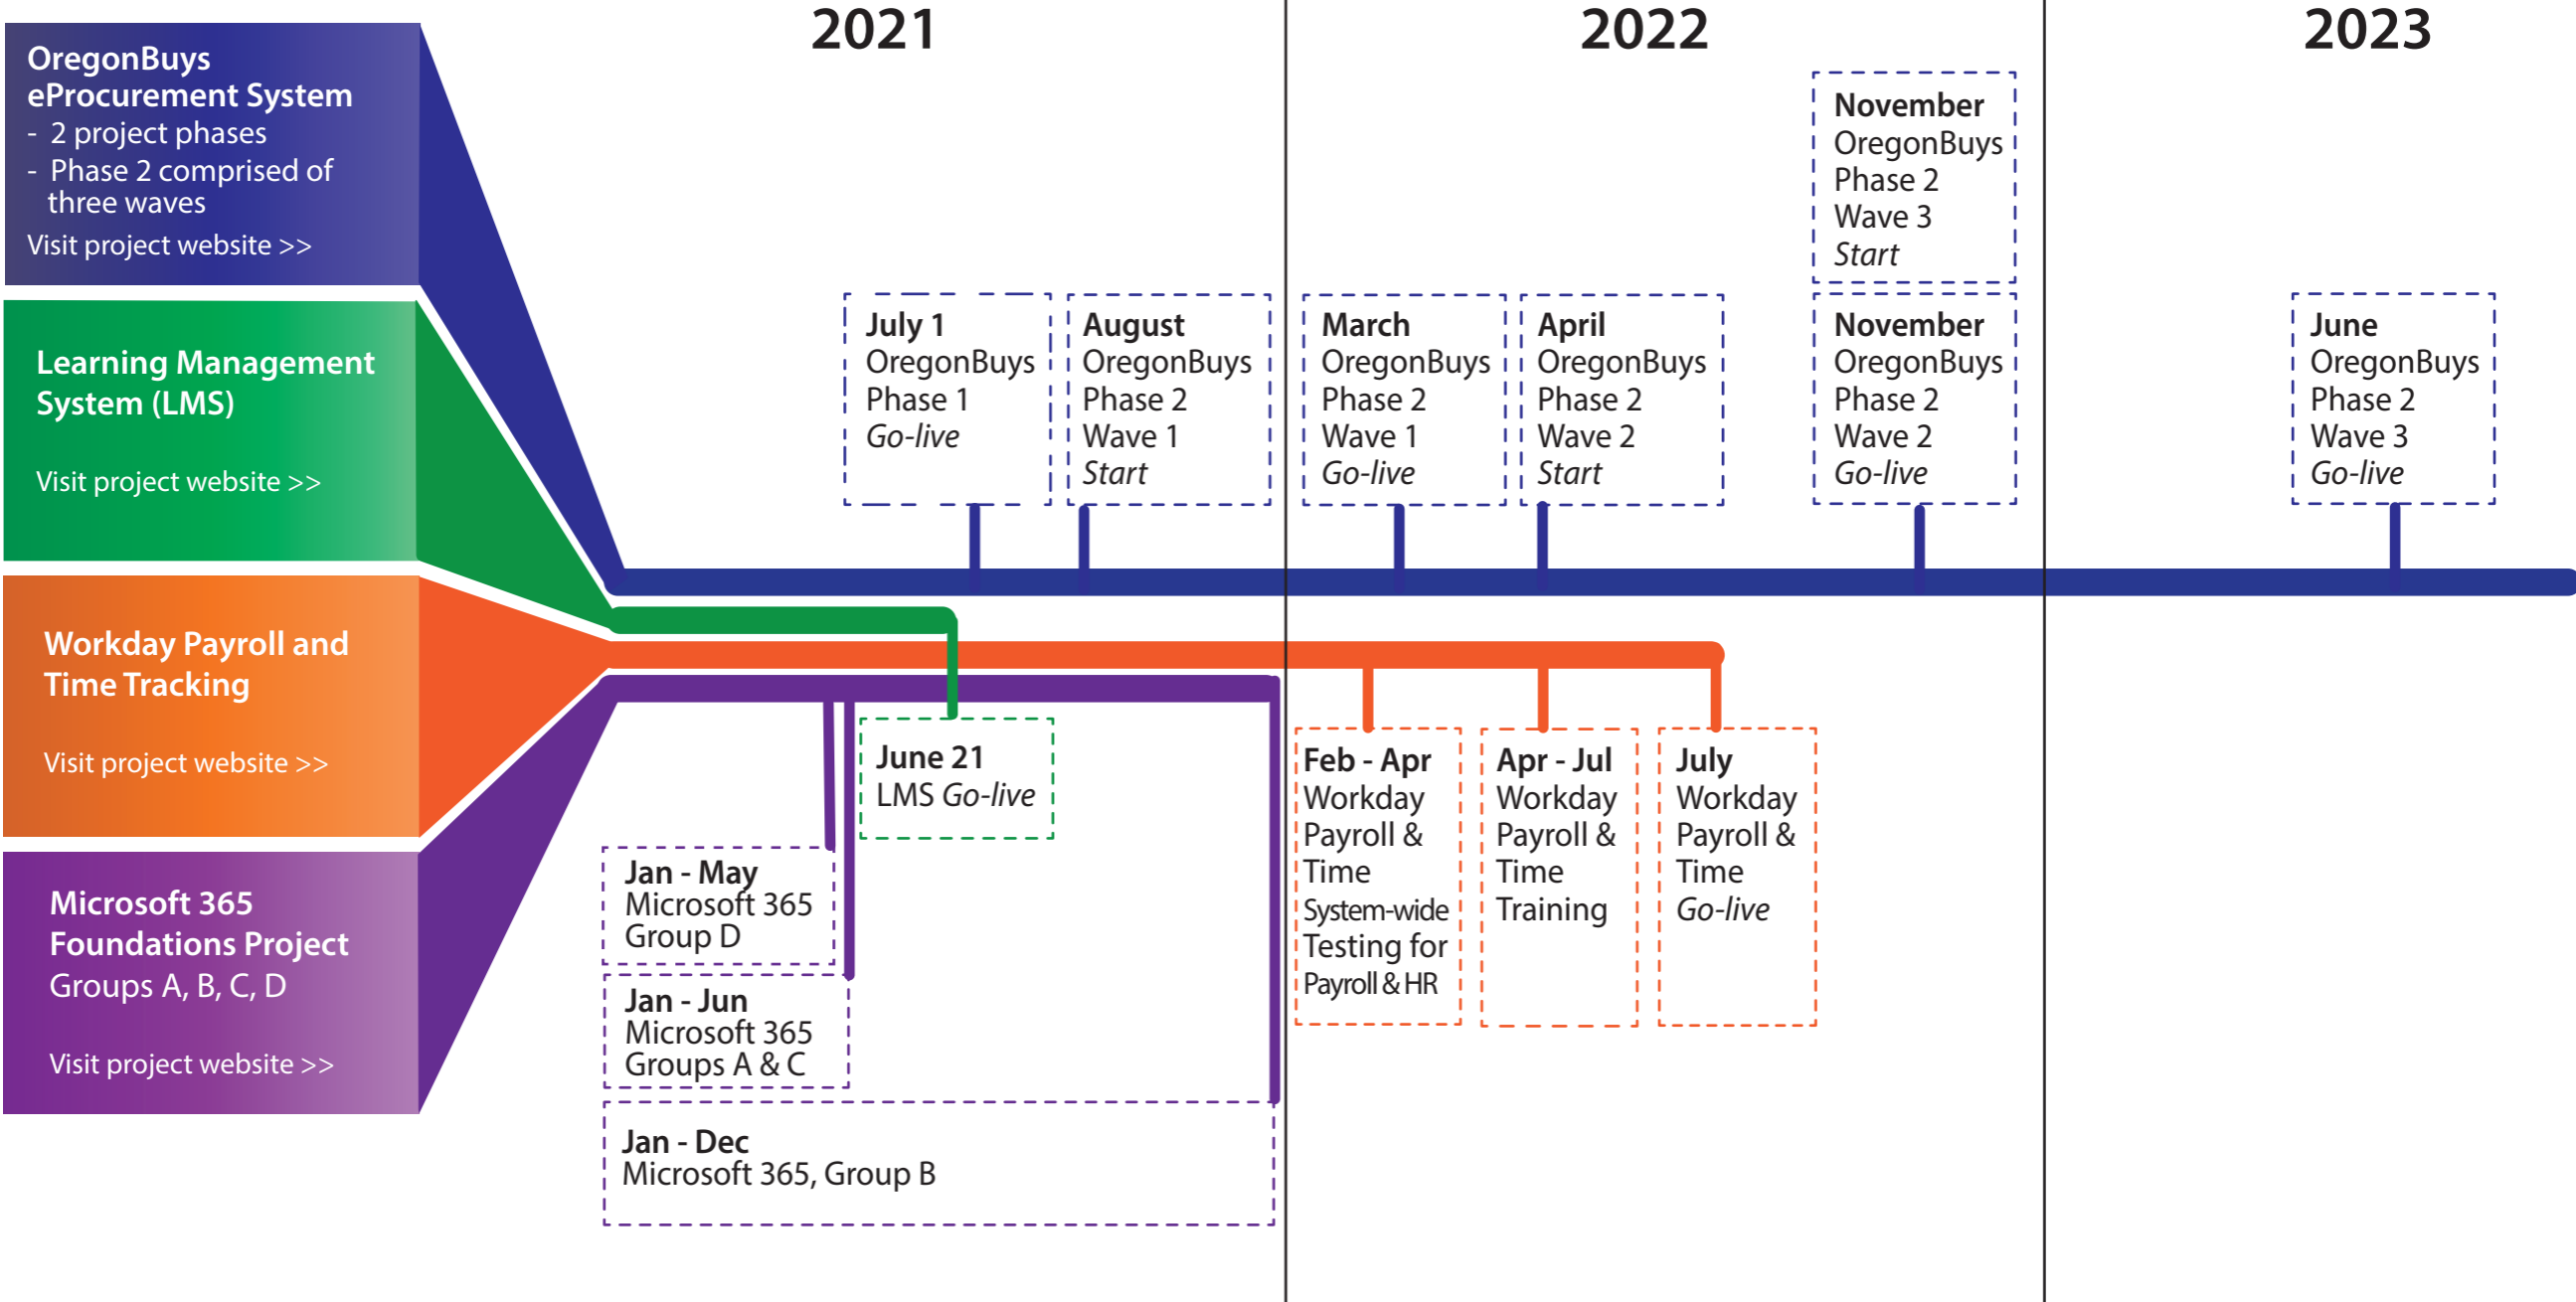 2021
2022
2023
OregonBuys
eProcurement System
- 2 project phases
- Phase 2 comprised of
three waves
Visit project website >>
Learning Management
System (LMS)
Visit project website >>
Workday Payroll and
Time Tracking
Visit project website >>
Microsoft 365
Foundations Project
Groups A, B, C, D
Visit project website >>
July 1
OregonBuys
Phase 1
Go-live
August
OregonBuys
Phase 2
Wave 1
Start
March
OregonBuys
Phase 2
Wave 1
Go-live
April
OregonBuys
Phase 2
Wave 2
Start
November
OregonBuys
Phase 2
Wave 3
Start
November
OregonBuys
Phase 2
Wave 2
Go-live
June
OregonBuys
Phase 2
Wave 3
Go-live
June 21
LMS Go-live
Jan - May
Microsoft 365
Group D
Jan - Jun
Microsoft 365
Groups A & C
Jan - Dec
Microsoft 365, Group B
Feb - Apr
Workday
Payroll &
Time
System-wide
Testing for
Payroll & HR
Apr - Jul
Workday
Payroll &
Time
Training
July
Workday
Payroll &
Time
Go-live